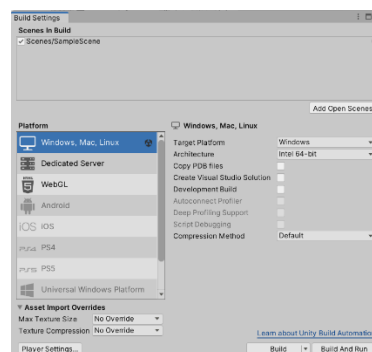 Build Settings
Scenes In Build
Scenes/SampleScene
Add Open Scenes
Platform
Windows, Mac, Linux
Dedicated Server
WebGL
Android
iOS iOS
PS4 PS4
PS5 PS5
Universal Windows Platform
Windows, Mac, Linux
Target Platform Windows
Architecture Intel 64-bit
Copy PDB files
Create Visual Studio Solution
Development Build
Autoconnect Profiler
Deep Profiling Support
Script Debugging
Compression Method Default
Asset Import Overrides
Max Texture Size No Override
Texture Compression No Override
Learn about Unity Build Automatio
Player Settings...
Build
Build And Run